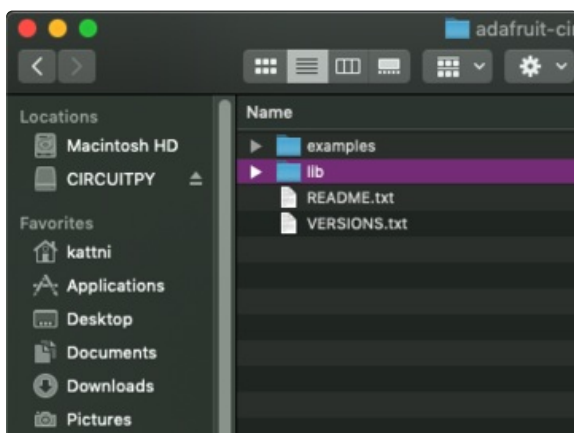 adafruit-cir
Locations
Macintosh HD
CIRCUITPY
Favorites
kattni
Applications
Desktop
Documents
Downloads
Pictures
Name
examples
lib
README.txt
VERSIONS.txt